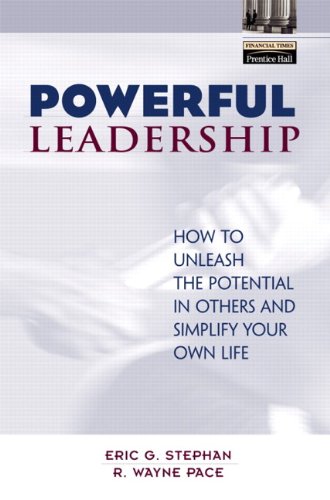 FINANCIAL TIMES
Prentice Hall
POWERFUL
LEADERSHIP
HOW TO
UNLEASH
THE POTENTIAL
IN OTHERS AND
SIMPLIFY YOUR
OWN LIFE
ERIC G. STEPHAN
R. WAYNE PACE